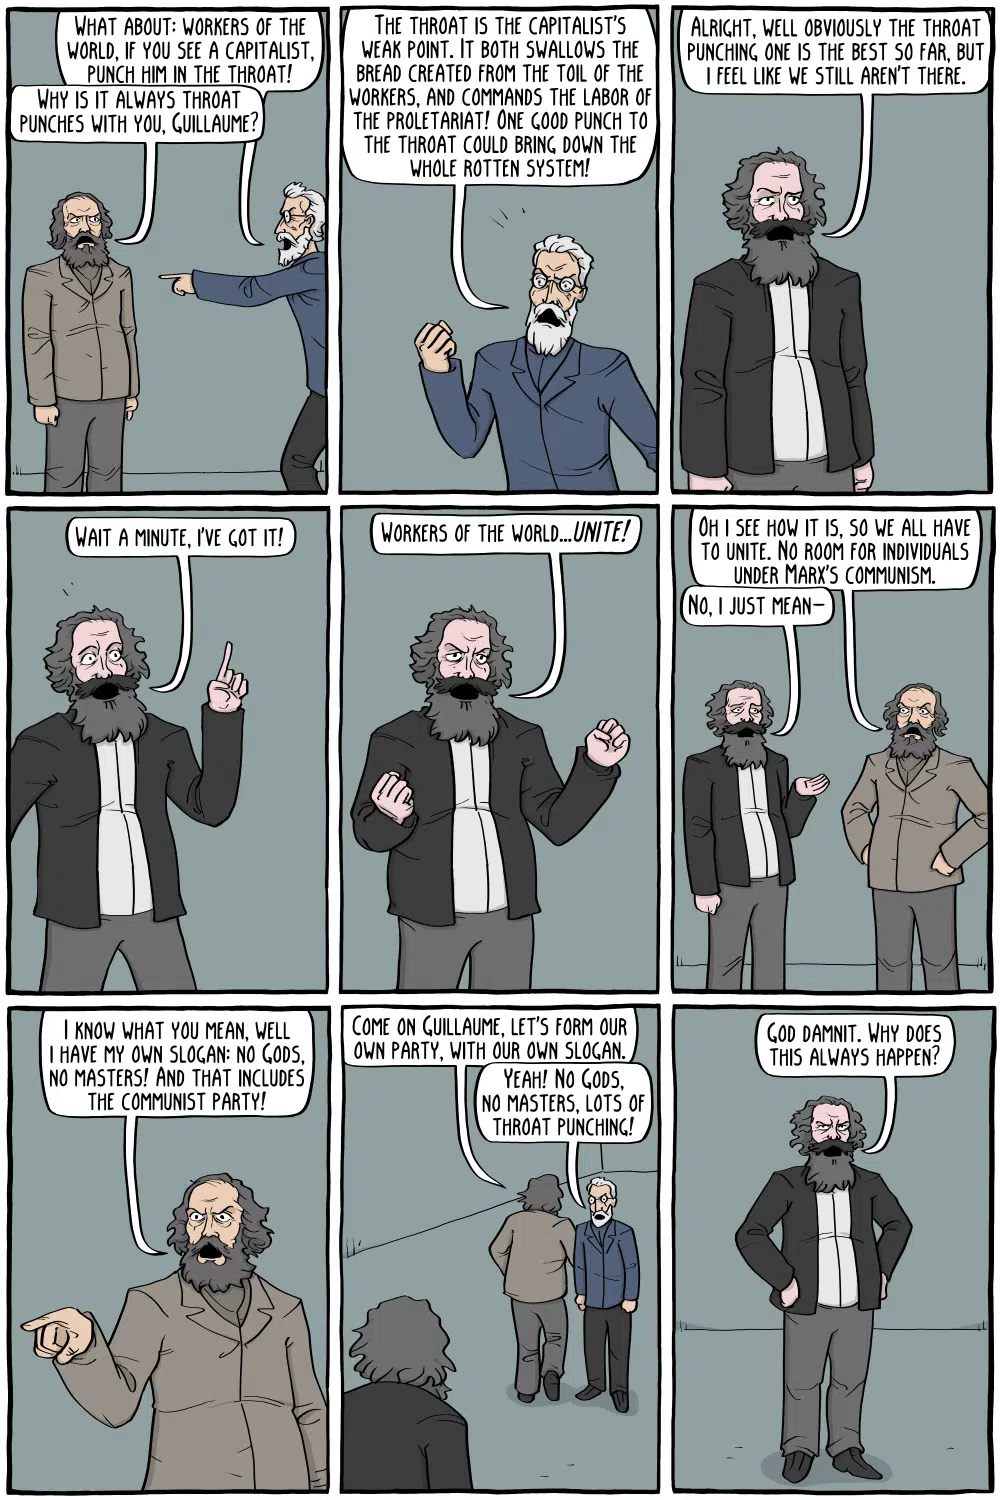 WHAT ABOUT: WORKERS OF THE
WORLD, IF YOU SEE A CAPITALIST,
PUNCH HIM IN THE THROAT!
WHY IS IT ALWAYS THROAT
PUNCHES WITH YOU, GUILLAUME?
THE THROAT IS THE CAPITALIST'S
WEAK POINT. IT BOTH SWALLOWS THE
BREAD CREATED FROM THE TOIL OF THE
WORKERS, AND COMMANDS THE LABOR OF
THE PROLETARIAT! ONE GOOD PUNCH TO
THE THROAT COULD BRING DOWN THE
WHOLE ROTTEN SYSTEM!
ALRIGHT, WELL OBVIOUSLY THE THROAT
PUNCHING ONE IS THE BEST SO FAR, BUT
I FEEL LIKE WE STILL AREN'T THERE.
WAIT A MINUTE, I'VE GOT IT!
WORKERS OF THE WORLD...UNITE!
OH I SEE HOW IT IS, SO WE ALL HAVE
TO UNITE. NO ROOM FOR INDIVIDUALS
UNDER MARX'S COMMUNISM.
NO, I JUST MEAN—
I KNOW WHAT YOU MEAN, WELL
I HAVE MY OWN SLOGAN: NO GODS,
NO MASTERS! AND THAT INCLUDES
THE COMMUNIST PARTY!
COME ON GUILLAUME, LET'S FORM OUR
OWN PARTY, WITH OUR OWN SLOGAN.
YEAH! NO GODS,
NO MASTERS, LOTS OF
THROAT PUNCHING!
GOD DAMNIT. WHY DOES
THIS ALWAYS HAPPEN?